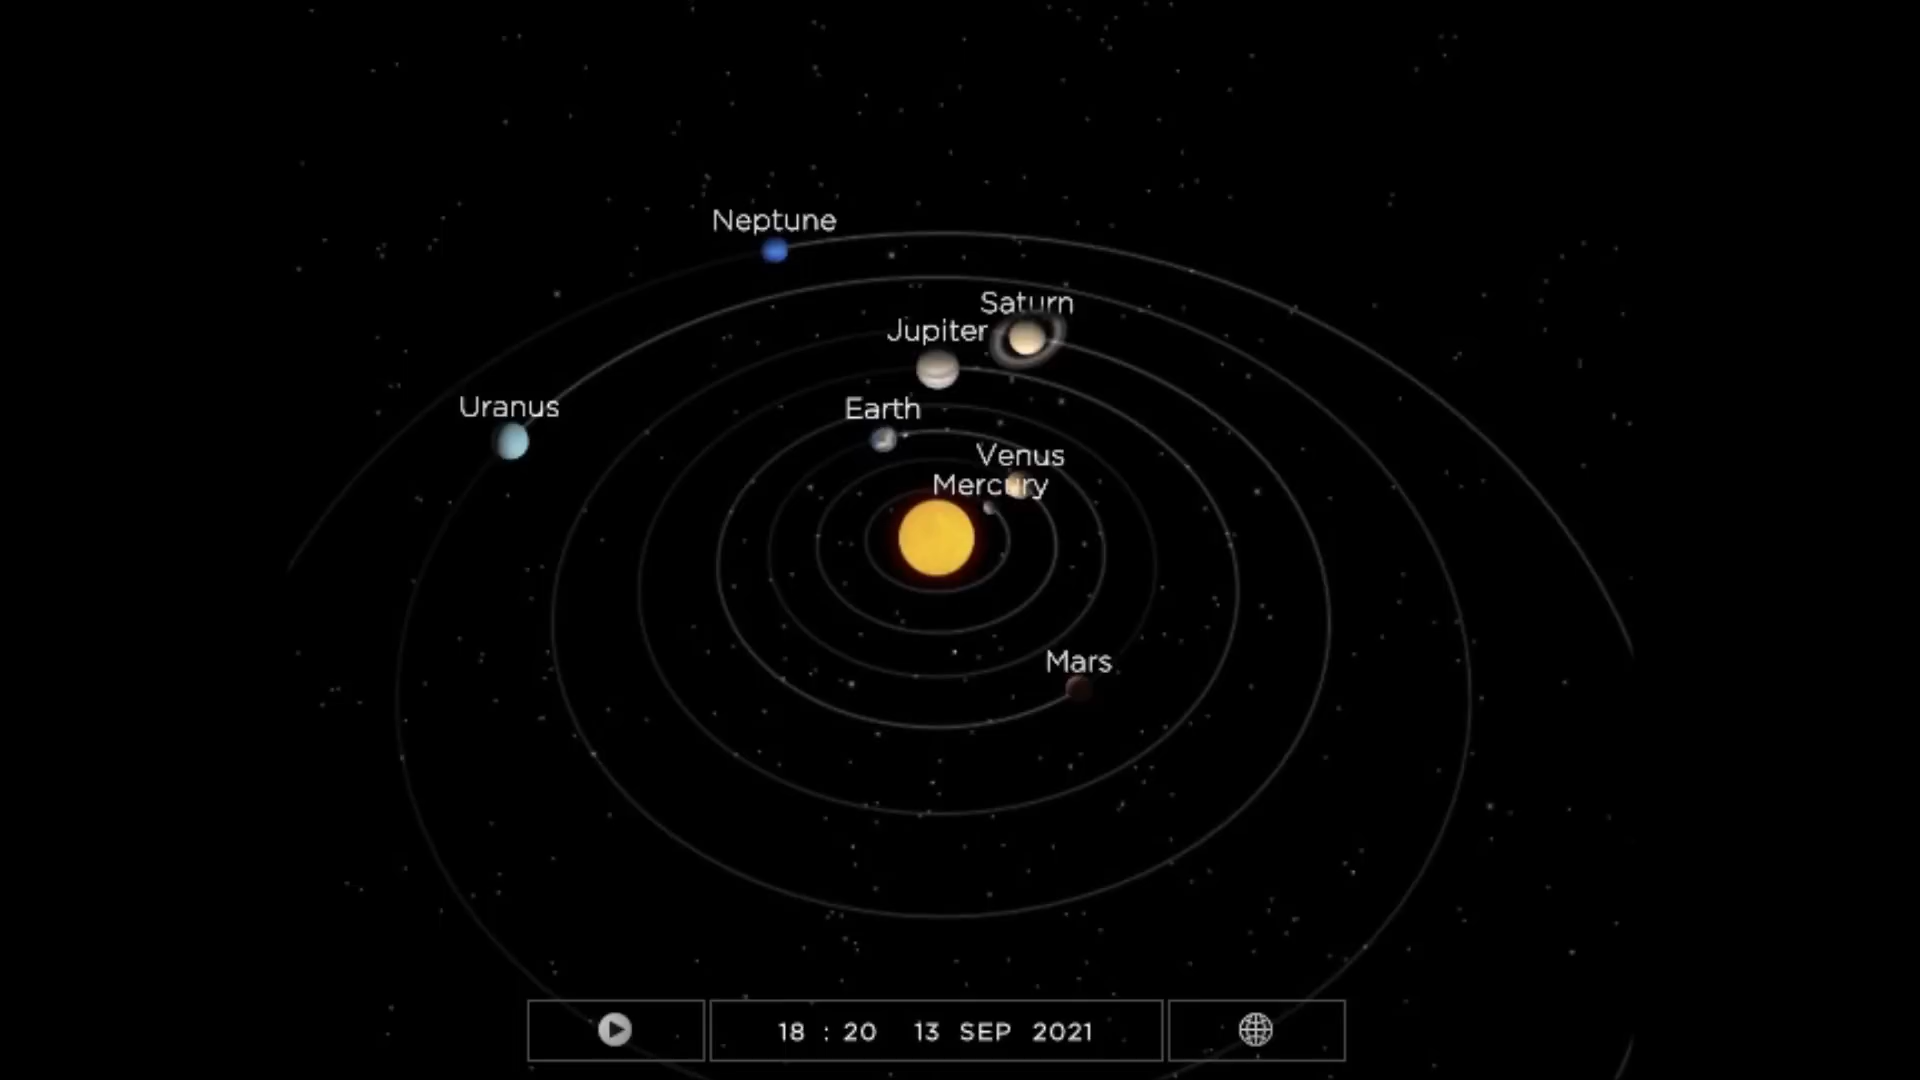 Neptune
Saturn
Jupiter
Uranus
Earth
Venus
Mercury
Mars
18 : 20 13 SEP 2021